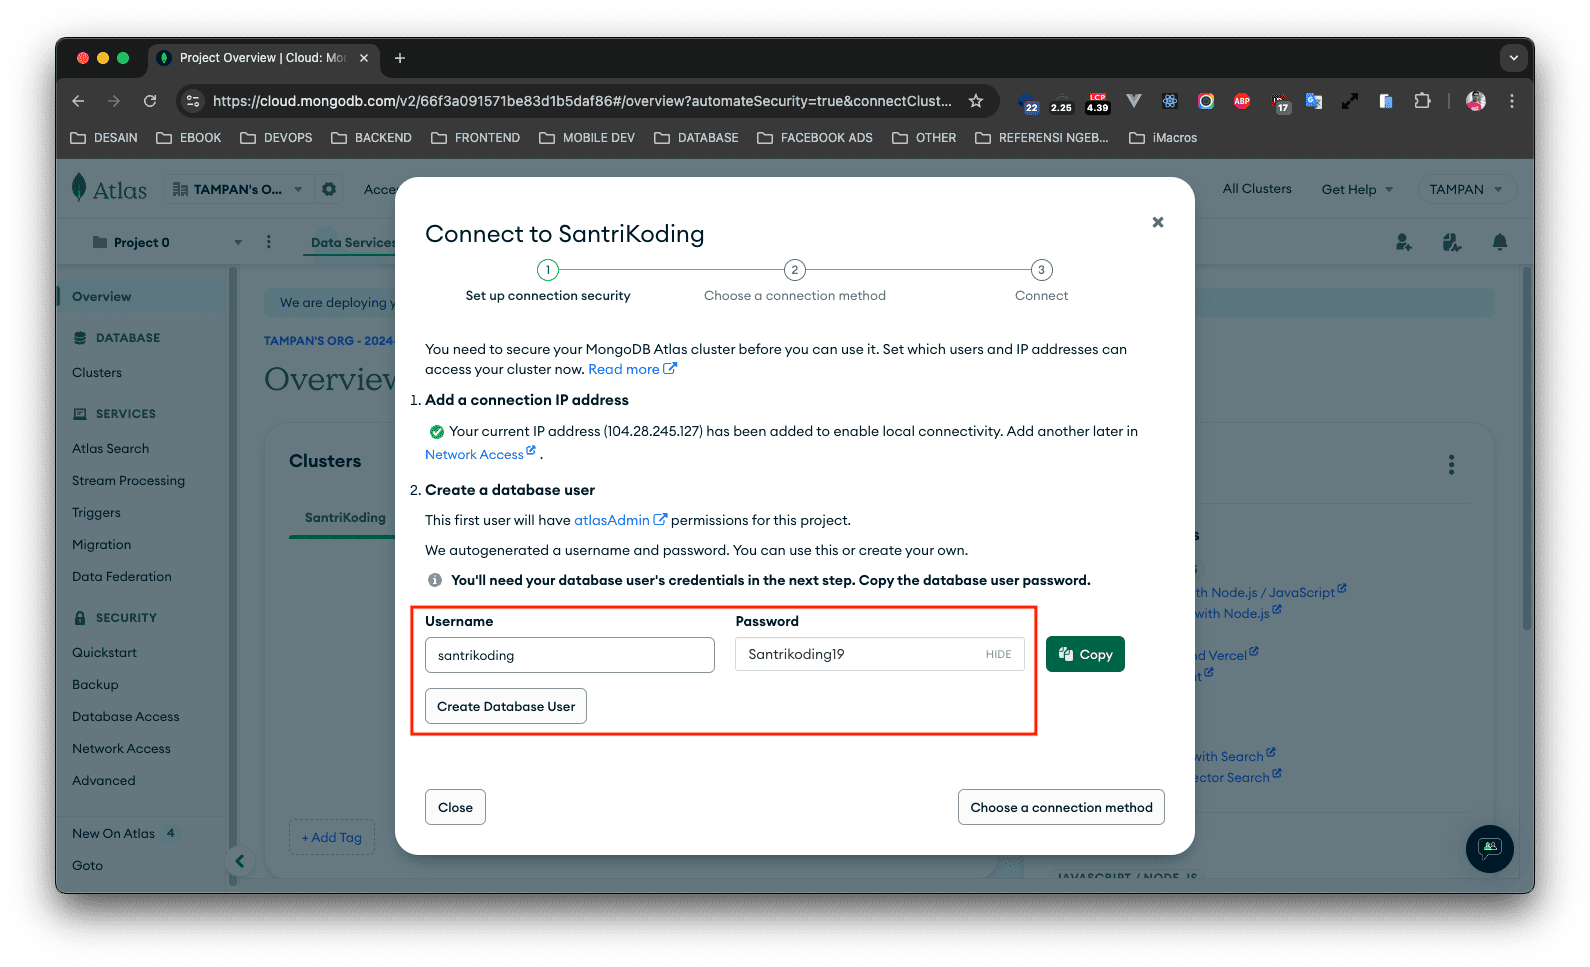 Project Overview | Cloud: Mon
https://cloud.mongodb.com/v2/66f3a091571be83d1b5daf86#/overview?automateSecurity=true&connectClust...
22
2.25
LCP
4.39
ABP
17
DESAIN
EBOOK
DEVOPS
BACKEND
FRONTEND
MOBILE DEV
DATABASE
FACEBOOK ADS
OTHER
REFERENSI NGEB...
iMacros
Atlas
TAMPAN's O...
All Clusters
Get Help
TAMPAN
Project 0
Data Services
Overview
DATABASE
Clusters
SERVICES
Atlas Search
Stream Processing
Triggers
Migration
Data Federation
SECURITY
Quickstart
Backup
Database Access
Network Access
Advanced
New On Atlas 4
Goto
We are deploying
TAMPAN'S ORG - 2024-
Overview
Clusters
SantriKoding
+ Add Tag
Connect to SantriKoding
1
2
3
Set up connection security
Choose a connection method
Connect
You need to secure your MongoDB Atlas cluster before you can use it. Set which users and IP addresses can
access your cluster now. Read more
1. Add a connection IP address
Your current IP address (104.28.245.127) has been added to enable local connectivity. Add another later in
Network Access .
2. Create a database user
This first user will have atlasAdmin permissions for this project.
We autogenerated a username and password. You can use this or create your own.
You'll need your database user's credentials in the next step. Copy the database user password.
Username
Password
santrikoding
Santrikoding19
HIDE
Copy
Create Database User
Close
Choose a connection method
Node.js / JavaScript
with Node.js
Vercel
with Search
Search
JAVASCRIPT / NODE.JS